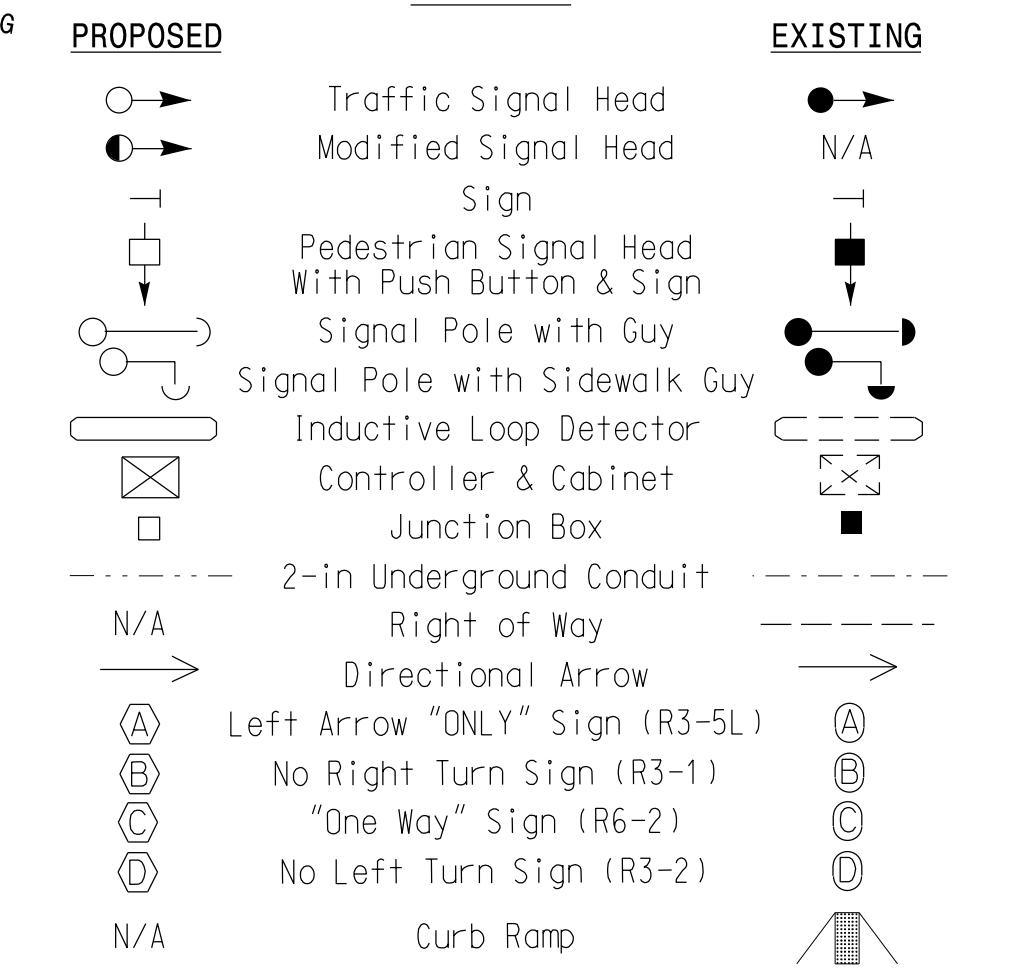 G
PROPOSED EXISTING
Traffic Signal Head
Modified Signal Head N/A
Sign
Pedestrian Signal Head
With Push Button & Sign
Signal Pole with Guy
Signal Pole with Sidewalk Guy
Inductive Loop Detector
Controller & Cabinet
Junction Box
2-in Underground Conduit
N/A Right of Way
Directional Arrow
A Left Arrow "ONLY" Sign (R3-5L) A
B No Right Turn Sign (R3-1) B
C "One Way" Sign (R6-2) C
D No Left Turn Sign (R3-2) D
N/A Curb Ramp